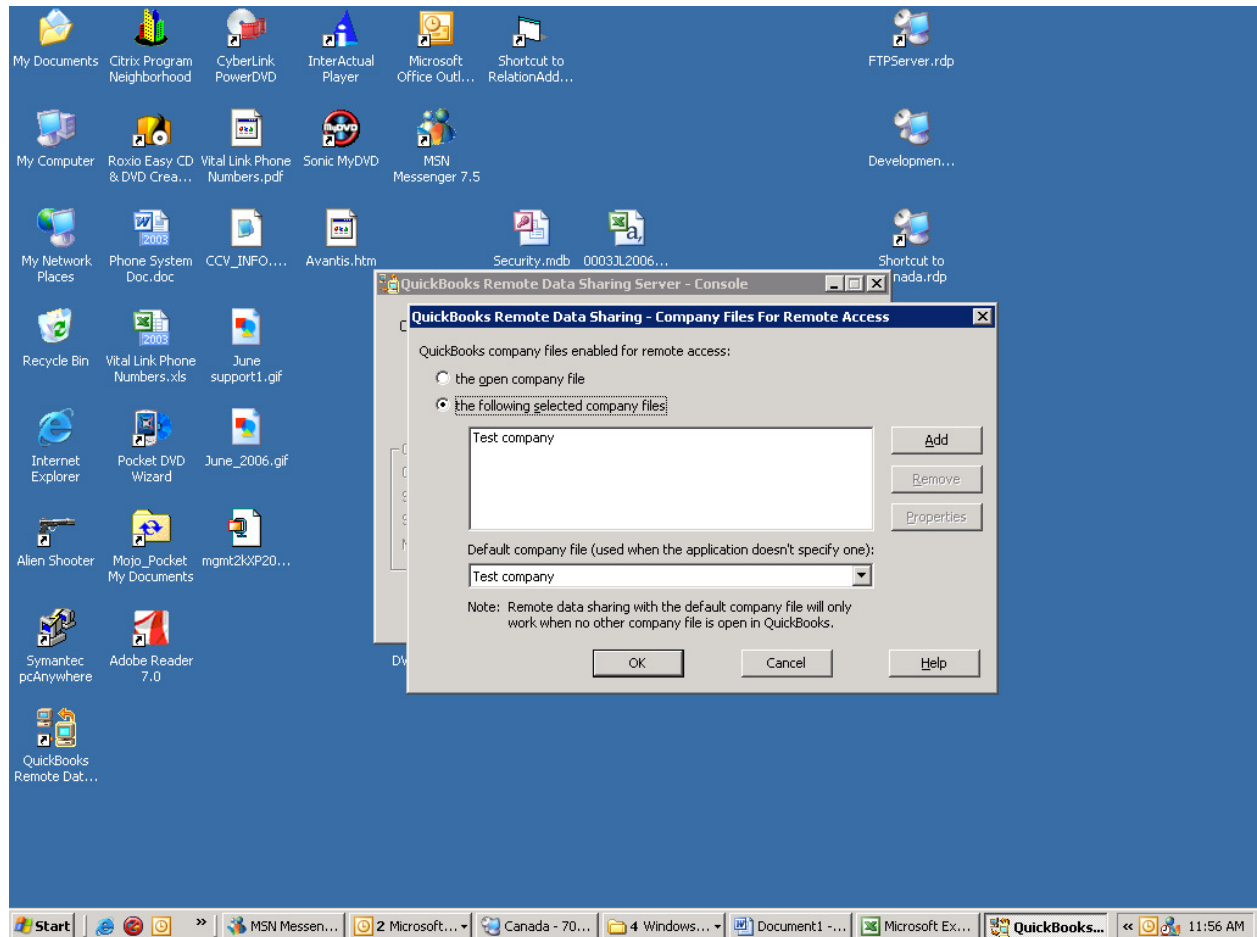 My Documents
Citrix Program
Neighborhood
CyberLink
PowerDVD
InterActual
Player
Microsoft
Office Outl...
Shortcut to
RelationAdd...
FTPServer.rdp
My Computer
Roxio Easy CD
& DVD Crea...
Vital Link Phone
Numbers.pdf
Sonic MyDVD
MSN
Messenger 7.5
Developmen...
My Network
Places
Phone System
Doc.doc
CCV_INFO....
Avantis.htm
Security.mdb
0003JL2006...
Shortcut to
nada.rdp
Recycle Bin
Vital Link Phone
Numbers.xls
June
support1.gif
Internet
Explorer
Pocket DVD
Wizard
June_2006.gif
Alien Shooter
Mojo_Pocket
My Documents
mgmt2kXP20...
Symantec
pcAnywhere
Adobe Reader
7.0
DV
QuickBooks
Remote Dat...
QuickBooks Remote Data Sharing Server - Console
QuickBooks Remote Data Sharing - Company Files For Remote Access
QuickBooks company files enabled for remote access:
the open company file
the following selected company files
Test company
Add
Remove
Properties
Default company file (used when the application doesn't specify one):
Test company
Note: Remote data sharing with the default company file will only
work when no other company file is open in QuickBooks.
OK
Cancel
Help
Start
MSN Messen...
2 Microsoft...
Canada - 70...
4 Windows...
Document1 -...
Microsoft Ex...
QuickBooks...
11:56 AM